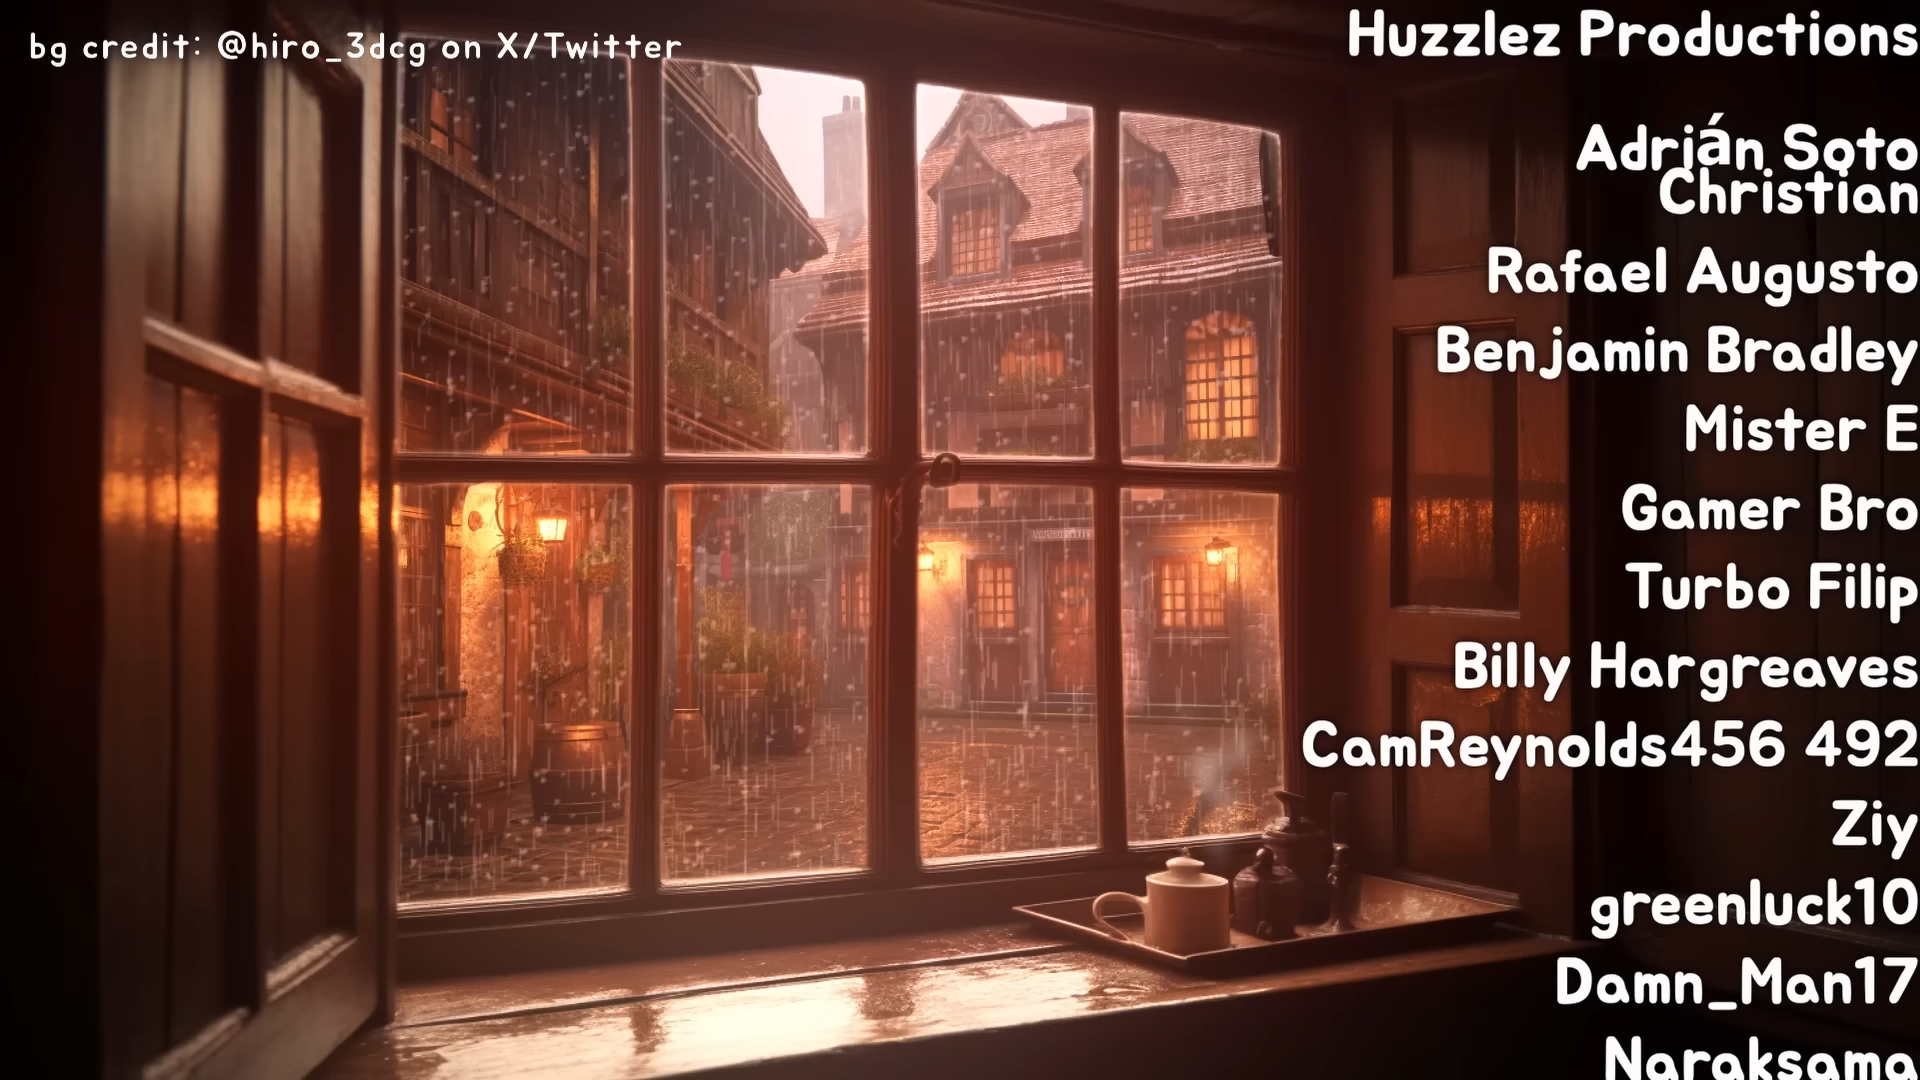 bg credit: @hiro_3dcg on X/Twitter
Huzzlez Productions
Adrián Soto
Christian
Rafael Augusto
Benjamin Bradley
Mister E
Gamer Bro
Turbo Filip
Billy Hargreaves
CamReynolds456 492
Ziy
greenluck10
Damn_Man17
Naraksama